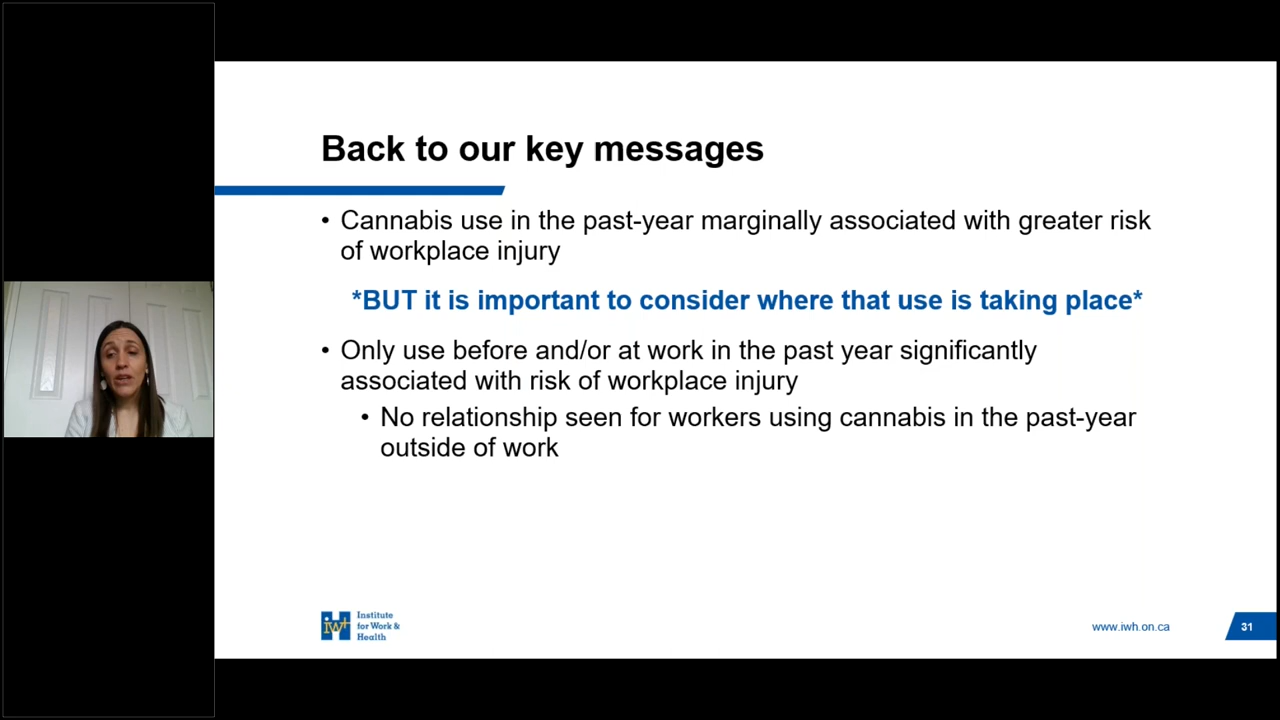 Back to our key messages
• Cannabis use in the past-year marginally associated with greater risk
of workplace injury
*BUT it is important to consider where that use is taking place*
• Only use before and/or at work in the past year significantly
associated with risk of workplace injury
• No relationship seen for workers using cannabis in the past-year
outside of work
iwh
Institute
for Work &
Health
www.iwh.on.ca
31